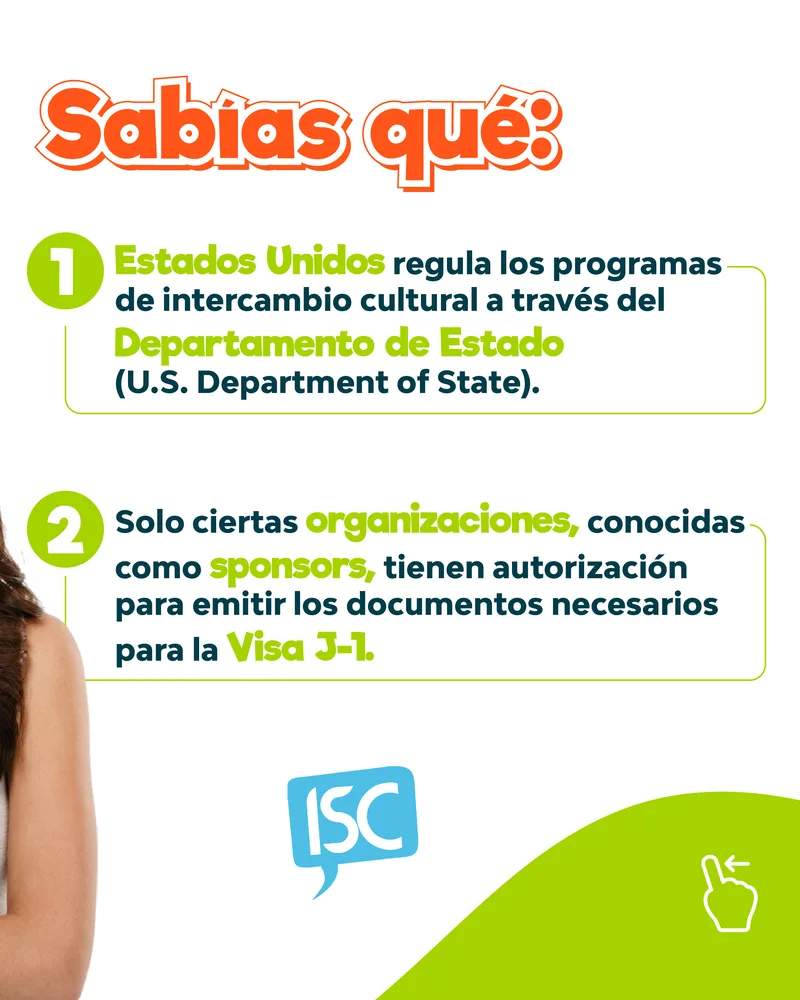 Sabías qué:
1
Estados Unidos regula los programas
de intercambio cultural a través del
Departamento de Estado
(U.S. Department of State).
2
Solo ciertas organizaciones, conocidas
como sponsors, tienen autorización
para emitir los documentos necesarios
para la Visa J-1.
ISC